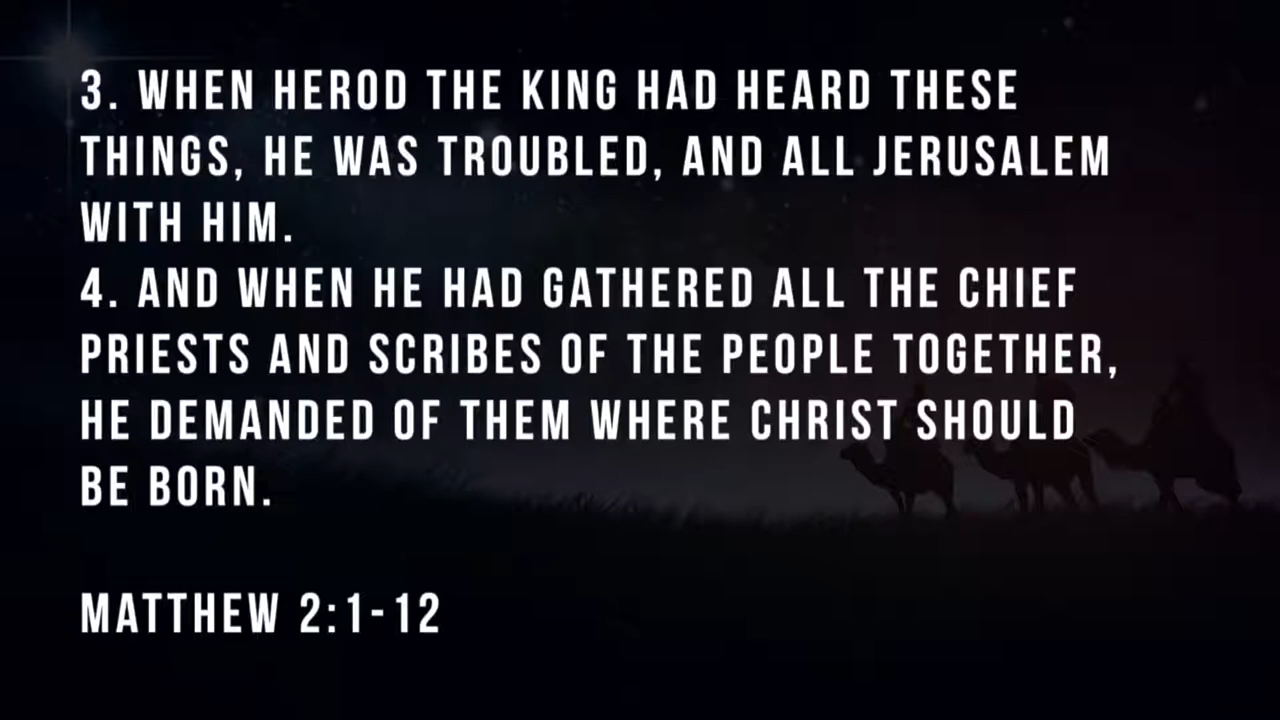 3. WHEN HEROD THE KING HAD HEARD THESE
THINGS, HE WAS TROUBLED, AND ALL JERUSALEM
WITH HIM.
4. AND WHEN HE HAD GATHERED ALL THE CHIEF
PRIESTS AND SCRIBES OF THE PEOPLE TOGETHER,
HE DEMANDED OF THEM WHERE CHRIST SHOULD
BE BORN.
MATTHEW 2:1-12